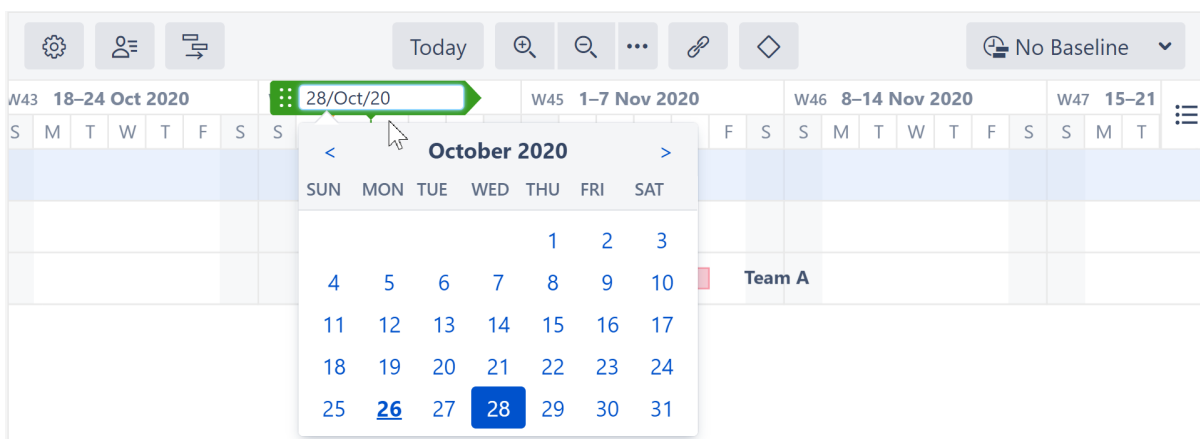 Today ••• No Baseline
W43 18–24 Oct 2020 28/Oct/20 W45 1–7 Nov 2020 W46 8–14 Nov 2020 W47 15–21
S M T W T F S S F S S M T W T F S S M T
< October 2020 >
SUN MON TUE WED THU FRI SAT
1 2 3
4 5 6 7 8 9 10
Team A
11 12 13 14 15 16 17
18 19 20 21 22 23 24
25 26 27 28 29 30 31